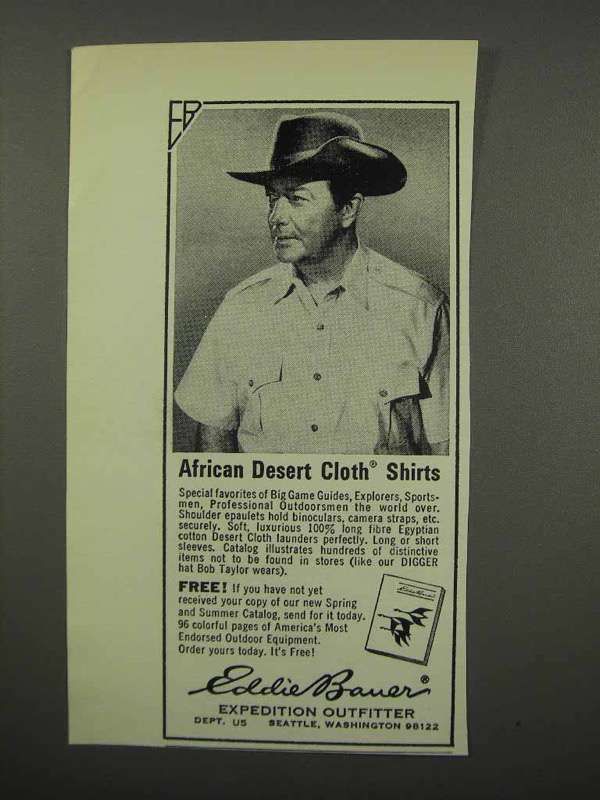 EB
African Desert Cloth® Shirts
Special favorites of Big Game Guides, Explorers, Sports-
men, Professional Outdoorsmen the world over.
Shoulder epaulets hold binoculars, camera straps, etc.
securely. Soft, luxurious 100% long fibre Egyptian
cotton Desert Cloth launders perfectly. Long or short
sleeves. Catalog illustrates hundreds of distinctive
items not to be found in stores (like our DIGGER
hat Bob Taylor wears).
FREE! If you have not yet
received your copy of our new Spring
and Summer Catalog, send for it today.
96 colorful pages of America's Most
Endorsed Outdoor Equipment.
Order yours today. It's Free!
Eddie Bauer
Eddie Bauer®
EXPEDITION OUTFITTER
DEPT. US SEATTLE, WASHINGTON 98122